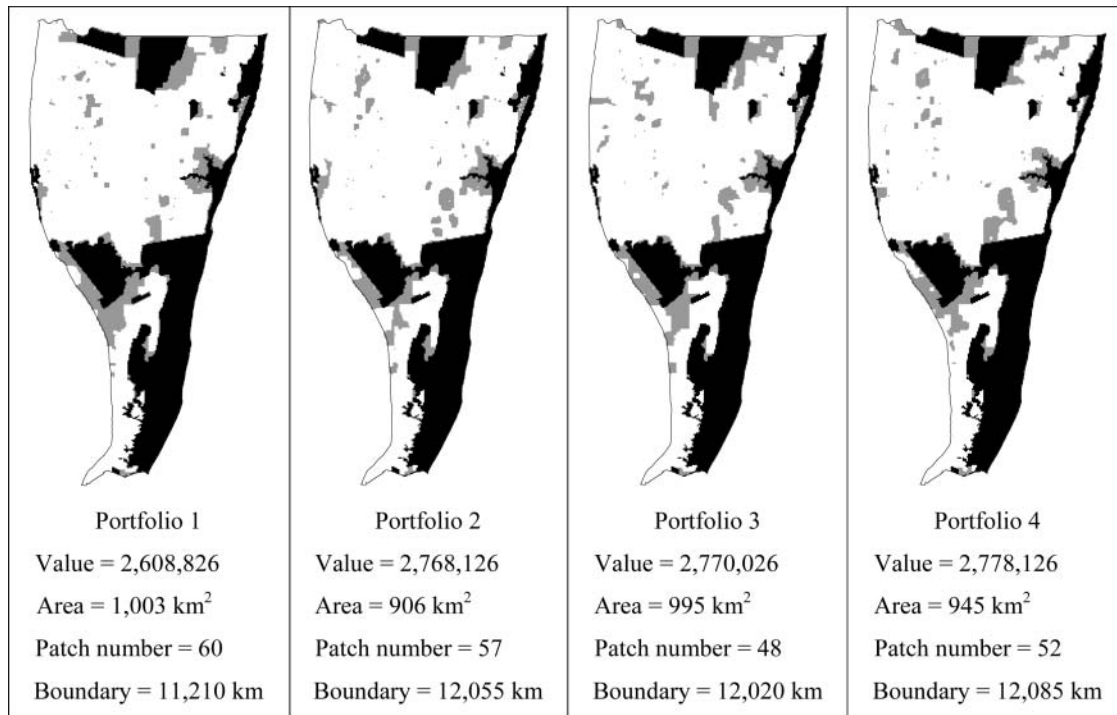 Portfolio 1
Value = 2,608,826
Area = 1,003 km²
Patch number = 60
Boundary = 11,210 km
Portfolio 2
Value = 2,768,126
Area = 906 km²
Patch number = 57
Boundary = 12,055 km
Portfolio 3
Value = 2,770,026
Area = 995 km²
Patch number = 48
Boundary = 12,020 km
Portfolio 4
Value = 2,778,126
Area = 945 km²
Patch number = 52
Boundary = 12,085 km